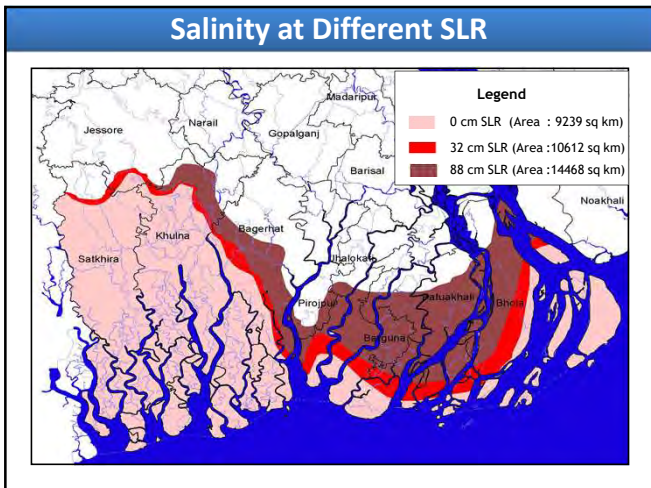 Salinity at Different SLR
Legend
0 cm SLR (Area : 9239 sq km)
32 cm SLR (Area :10612 sq km)
88 cm SLR (Area :14468 sq km)
Madaripur
Narail
Jessore
Gopalganj
Barisal
Noakhali
Khulna
Bagerhat
Jhalokati
Satkhira
Pirojpur
Patuakhali
Bhola
Barguna